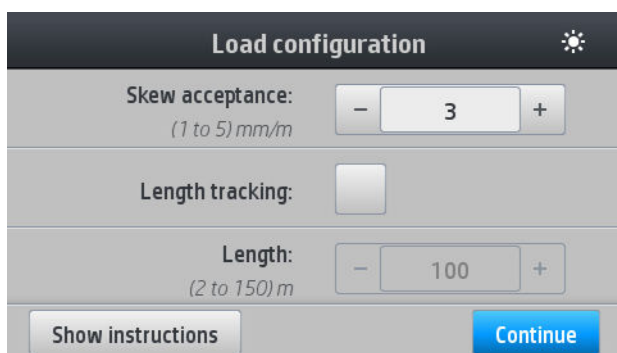 Load configuration
Skew acceptance:
− 3 +
(1 to 5) mm/m
Length tracking:
Length:
− 100 +
(2 to 150) m
Show instructions Continue